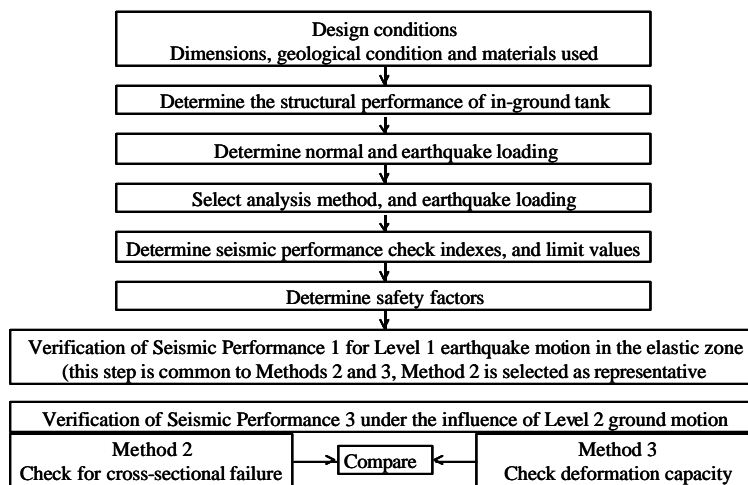 Design conditions
Dimensions, geological condition and materials used
Determine the structural performance of in-ground tank
Determine normal and earthquake loading
Select analysis method, and earthquake loading
Determine seismic performance check indexes, and limit values
Determine safety factors
Verification of Seismic Performance 1 for Level 1 earthquake motion in the elastic zone
(this step is common to Methods 2 and 3, Method 2 is selected as representative
Verification of Seismic Performance 3 under the influence of Level 2 ground motion
Method 2
Check for cross-sectional failure
Compare
Method 3
Check deformation capacity